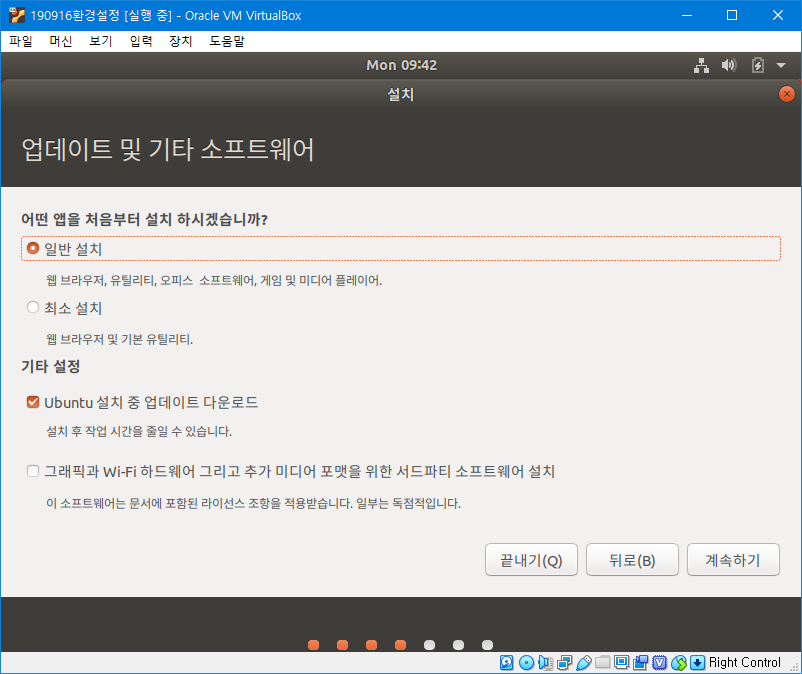 190916환경설정 [실행 중] - Oracle VM VirtualBox
파일 머신 보기 입력 장치 도움말
Mon 09:42
설치
업데이트 및 기타 소프트웨어
어떤 앱을 처음부터 설치 하시겠습니까?
일반 설치
웹 브라우저, 유틸리티, 오피스 소프트웨어, 게임 및 미디어 플레이어.
최소 설치
웹 브라우저 및 기본 유틸리티.
기타 설정
Ubuntu 설치 중 업데이트 다운로드
설치 후 작업 시간을 줄일 수 있습니다.
그래픽과 Wi-Fi 하드웨어 그리고 추가 미디어 포맷을 위한 서드파티 소프트웨어 설치
이 소프트웨어는 문서에 포함된 라이선스 조항을 적용받습니다. 일부는 독점적입니다.
끝내기(Q) 뒤로(B) 계속하기
Right Control